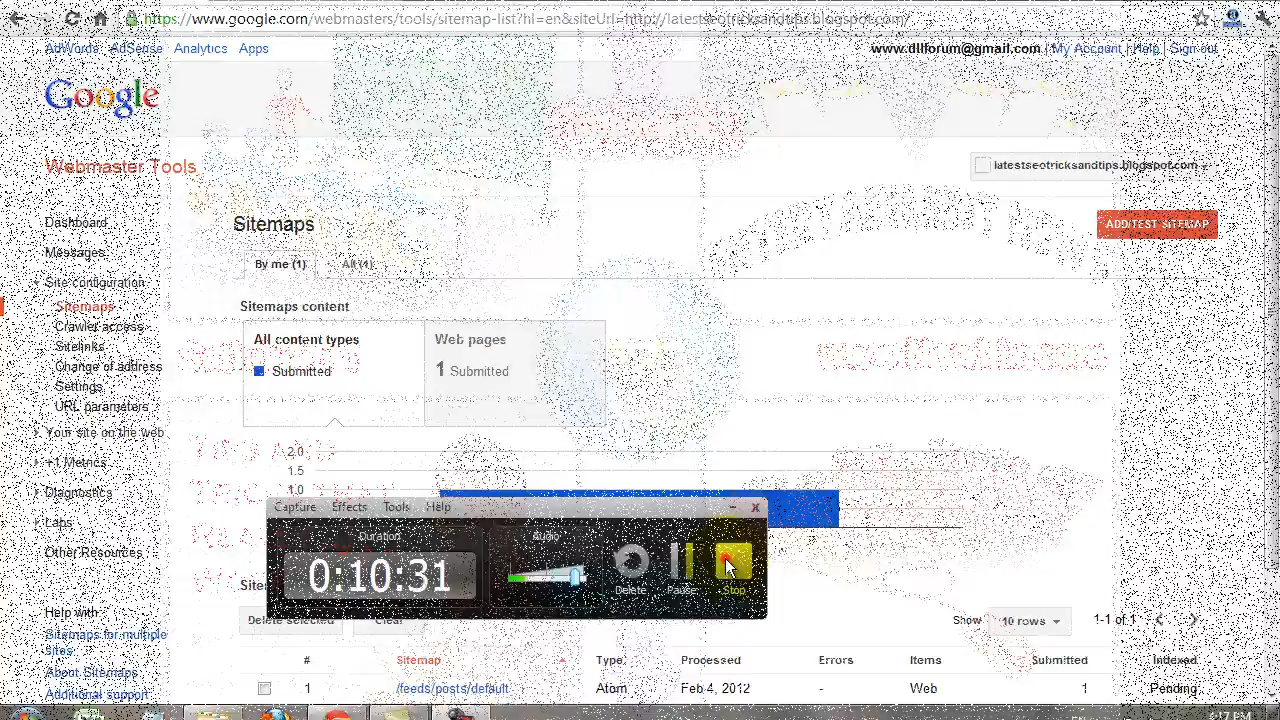 https://www.google.com/webmasters/tools/sitemap-list?hl=en&siteUrl=http://latestseotricksandtips.blogspot.com
AdWords AdSense Analytics Apps
www.dllforum@gmail.com | My Account | Help | Sign out
Google
Webmaster Tools
latestseotricksandtips.blogspot.com
Dashboard
Messages
Site configuration
Sitemaps
Crawler access
Sitelinks
Change of address
Settings
URL parameters
Your site on the web
+1 Metrics
Diagnostics
Labs
Other Resources
Help with:
Sitemaps for multiple
sites
About Sitemaps
Additional support
Sitemaps
ADD/TEST SITEMAP
By me (1) All (1)
Sitemaps content
All content types
Submitted
Web pages
1 Submitted
2.0
1.5
1.0
Capture Effects Tools Help
Duration
Audio
0:10:31
Delete Pause Stop
Delete selected Clear
Show 10 rows 1-1
# Sitemap Type Processed Errors Items Submitted Indexed
1 /feeds/posts/default Atom Feb 4, 2012 - Web 1 Pending